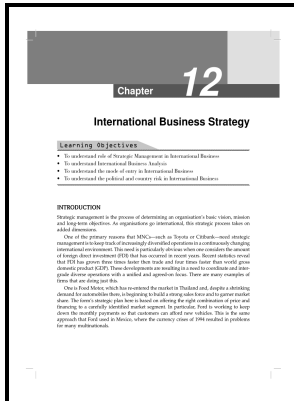 Chapter 12
International Business Strategy
Learning Objectives
• To understand role of Strategic Management in International Business
• To understand International Business Analysis
• To understand the mode of entry in International Business
• To understand the political and country risk in International Business
INTRODUCTION
Strategic management is the process of determining an organisation's basic vision, mission
and long-term objectives. As organisations go international, this strategic process takes on
added dimensions.
One of the primary reasons that MNCs—such as Toyota or Citibank—need strategic
management is to keep track of increasingly diversified operations in a continuously changing
international environment. This need is particularly obvious when one considers the amount
of foreign direct investment (FDI) that has occurred in recent years. Recent statistics reveal
that FDI has grown three times faster then trade and four times faster than world gross
domestic product (GDP). These developments are resulting in a need to coordinate and inter-
grade diverse operations with a unified and agreed-on focus. There are many examples of
firms that are doing just this.
One is Ford Motor, which has re-entered the market in Thailand and, despite a shrinking
demand for automobiles there, is beginning to build a strong sales force and to garner market
share. The form's strategic plan here is based on offering the right combination of price and
financing to a carefully identified market segment. In particular, Ford is working to keep
down the monthly payments so that customers can afford new vehicles. This is the same
approach that Ford used in Mexico, where the currency crises of 1994 resulted in problems
for many multinationals.